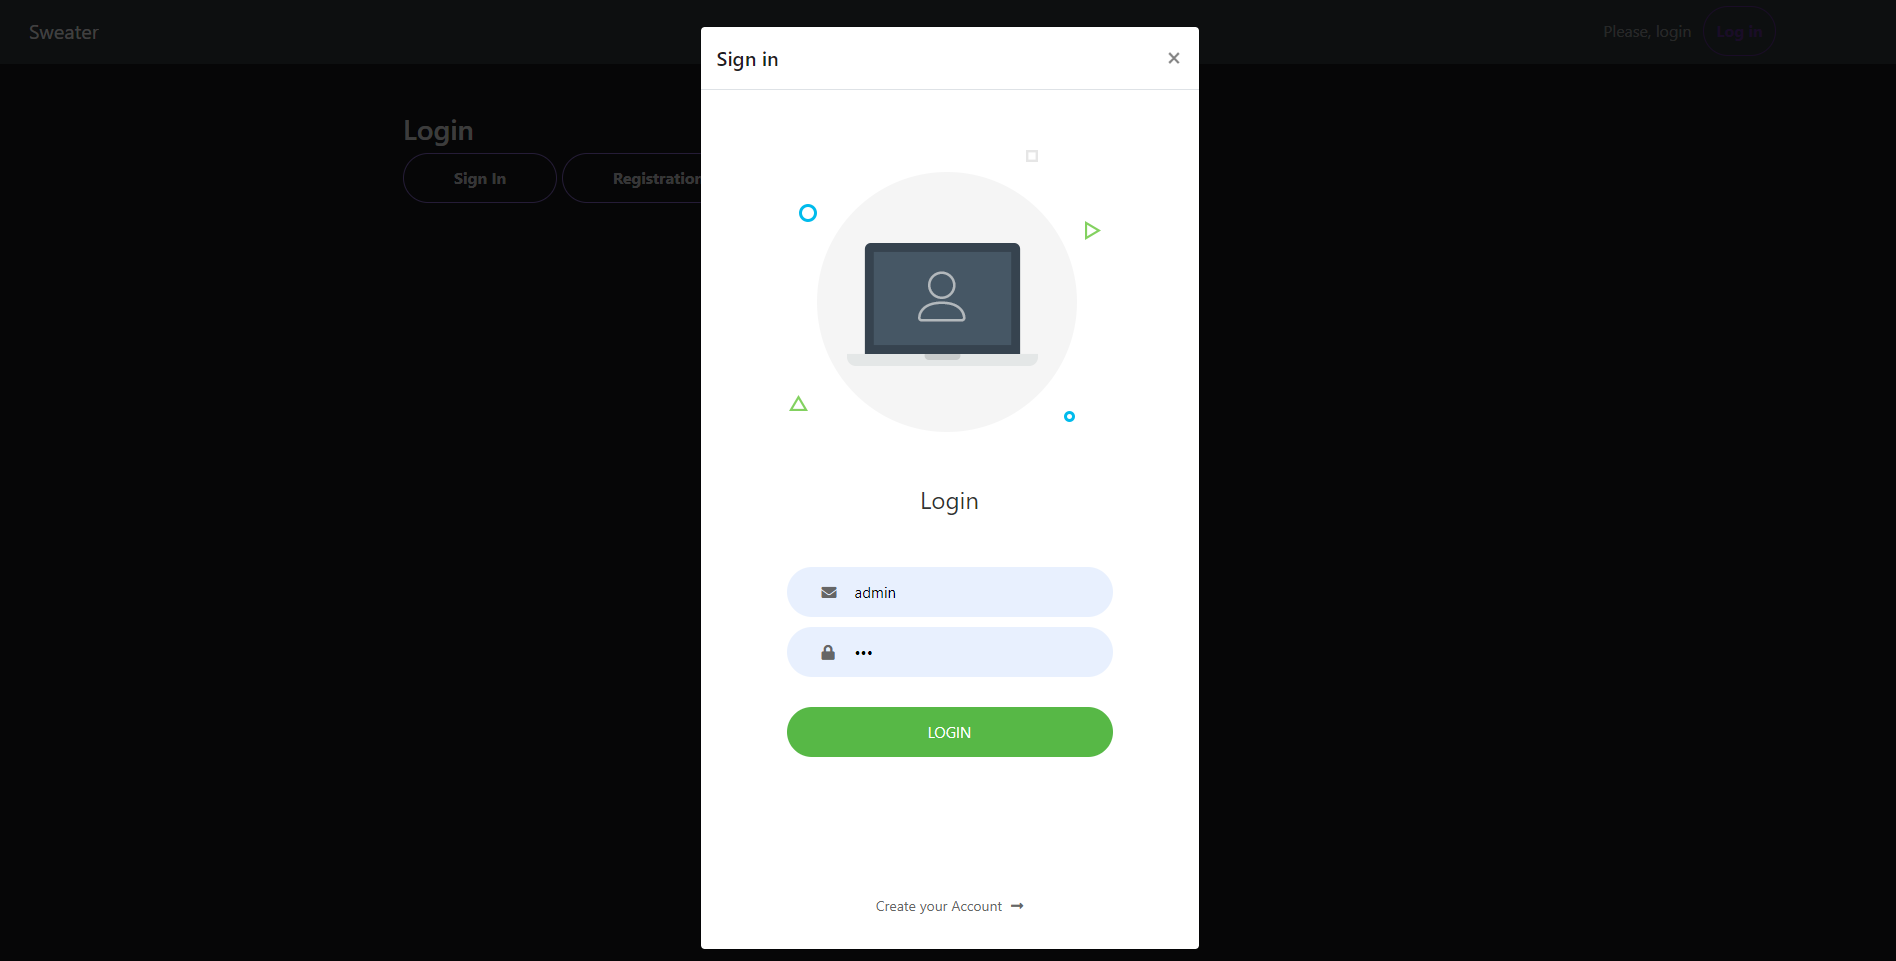 Sweater
Please, login
Log in
Login
Sign In
Registration
Sign in
×
Login
admin
•••
LOGIN
Create your Account